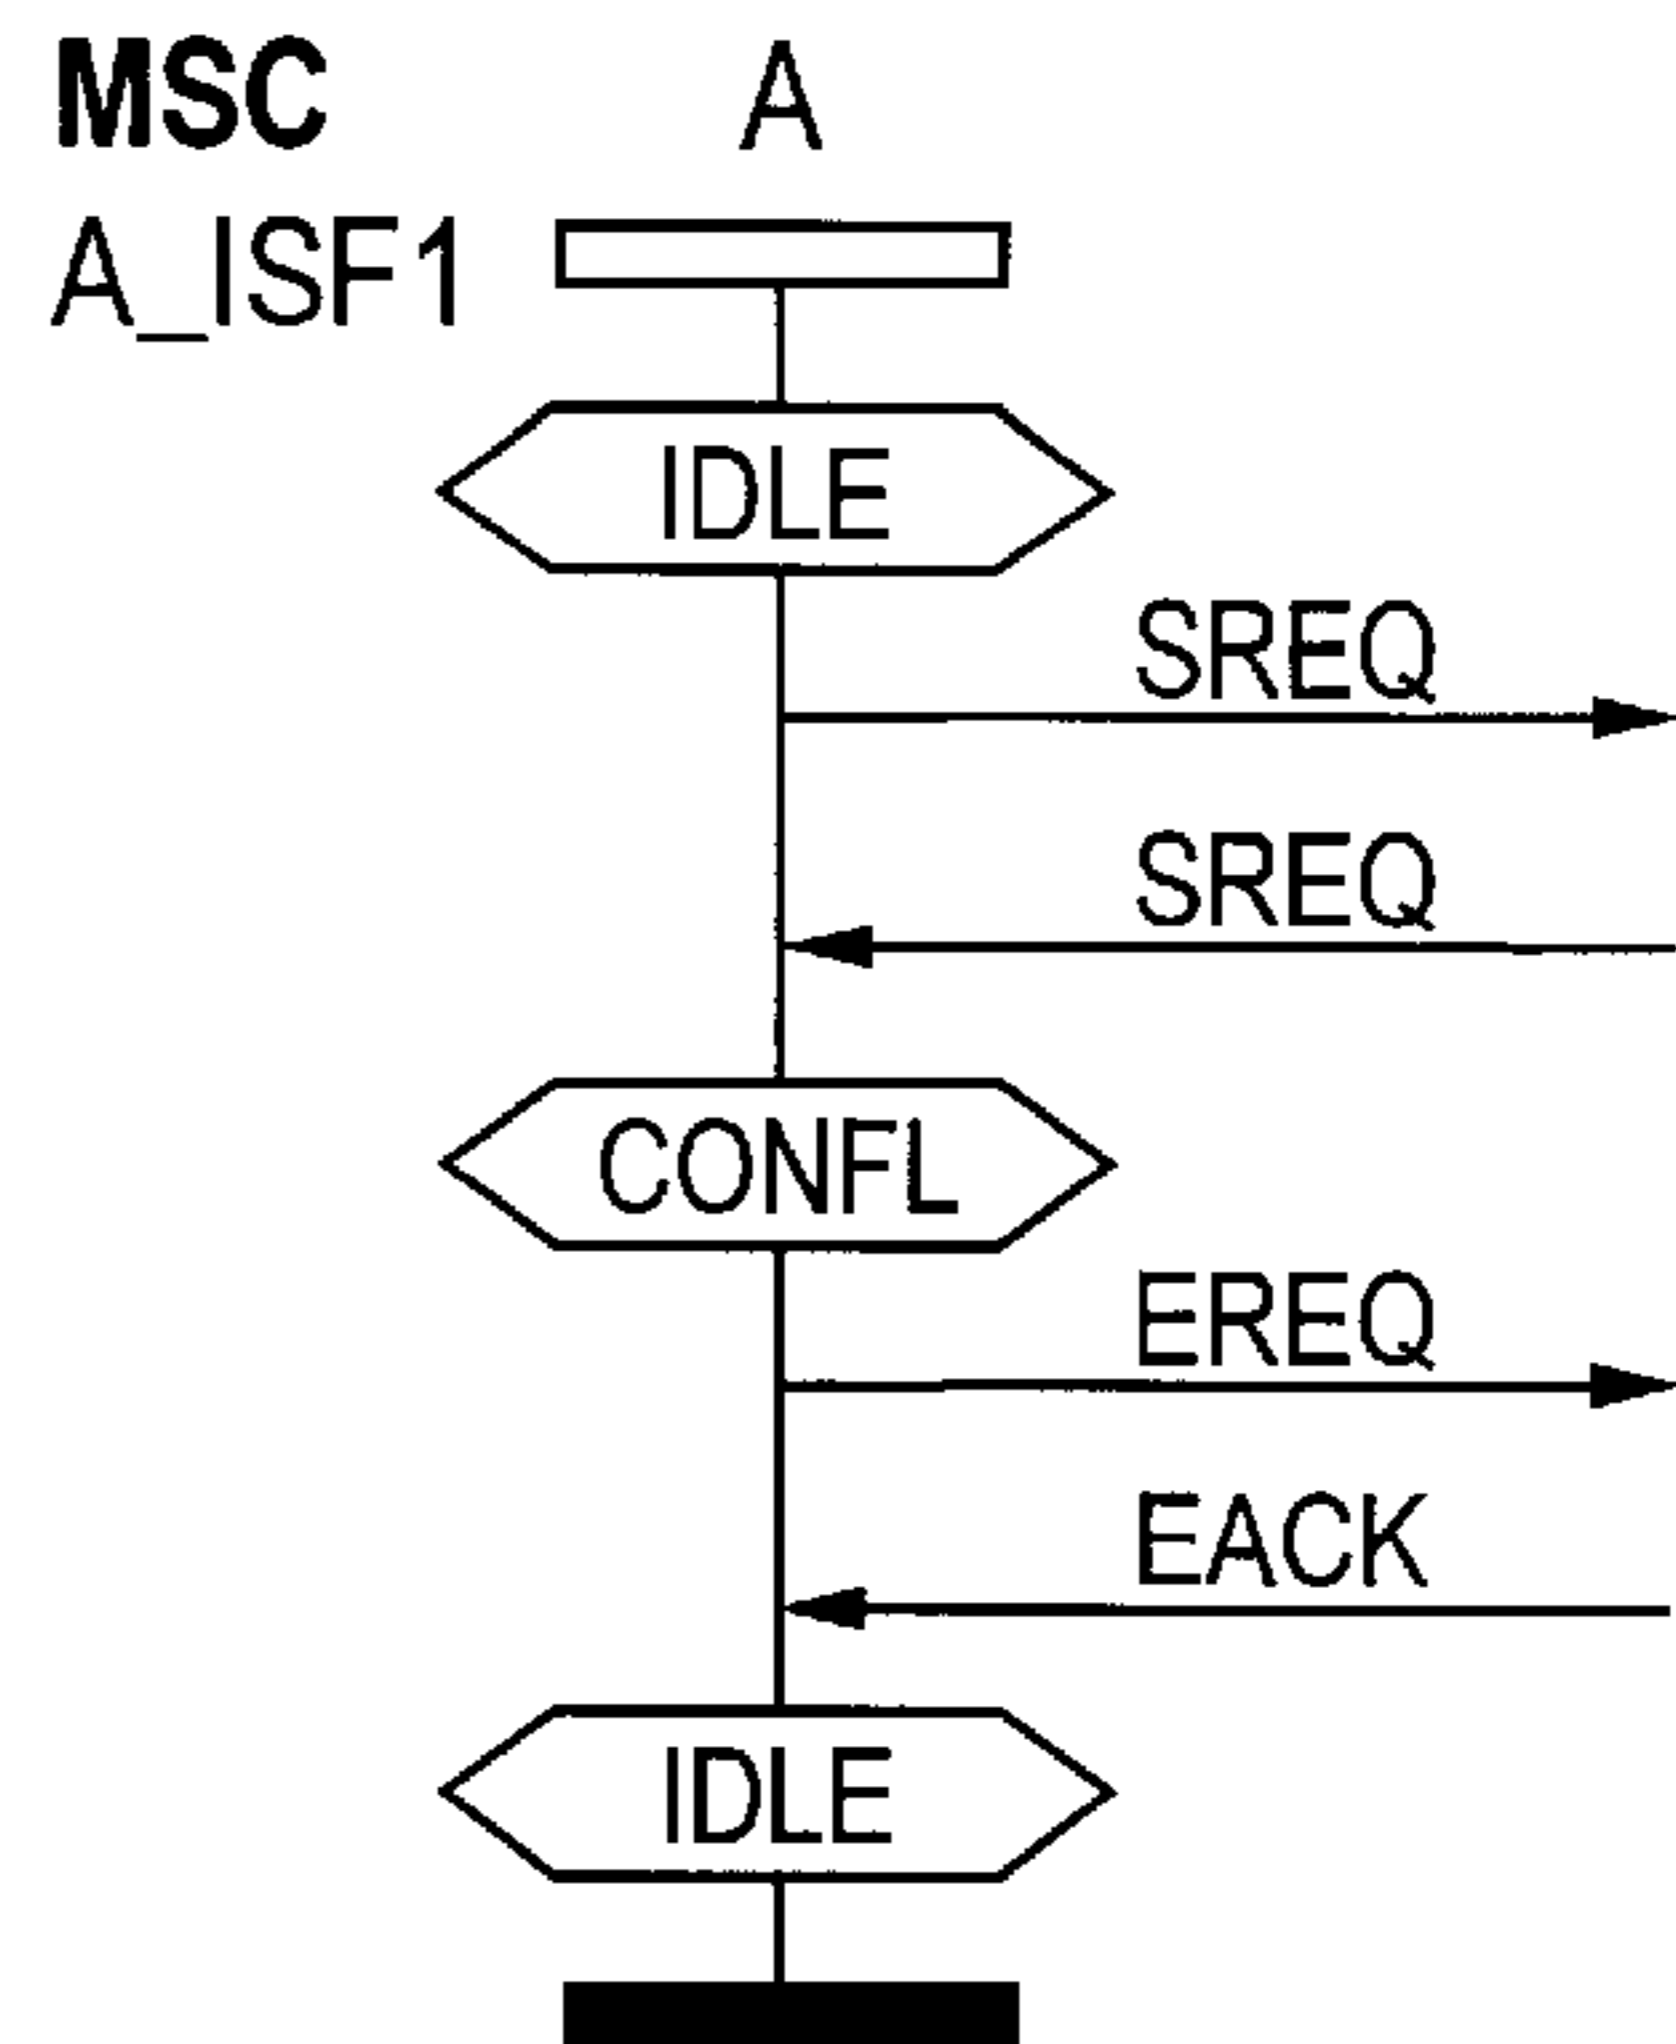 MSC
A
A_ISF1
IDLE
SREQ
SREQ
CONFL
EREQ
EACK
IDLE